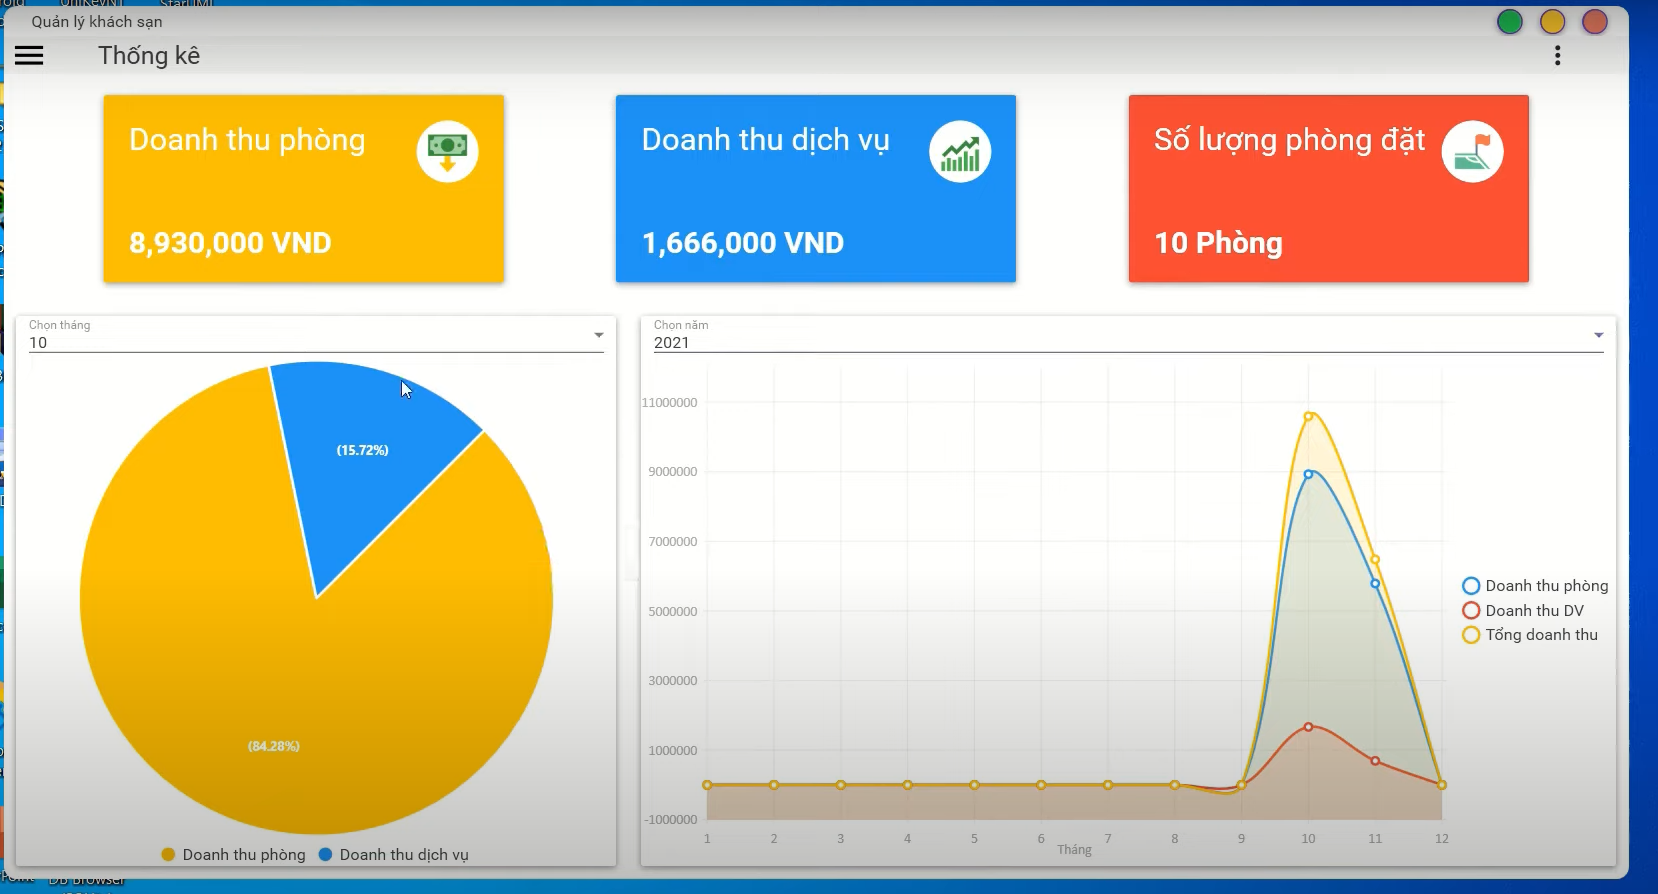 StarUML
Quản lý khách sạn
Thống kê
Doanh thu phòng
8,930,000 VND
Doanh thu dịch vụ
1,666,000 VND
Số lượng phòng đặt
10 Phòng
Chọn tháng
10
(15.72%)
(84.28%)
Doanh thu phòng
Doanh thu dịch vụ
Chọn năm
2021
11000000
9000000
7000000
5000000
3000000
1000000
-1000000
1 2 3 4 5 6 7 8 9 10 11 12
Tháng
Doanh thu phòng
Doanh thu DV
Tổng doanh thu
DB Browser